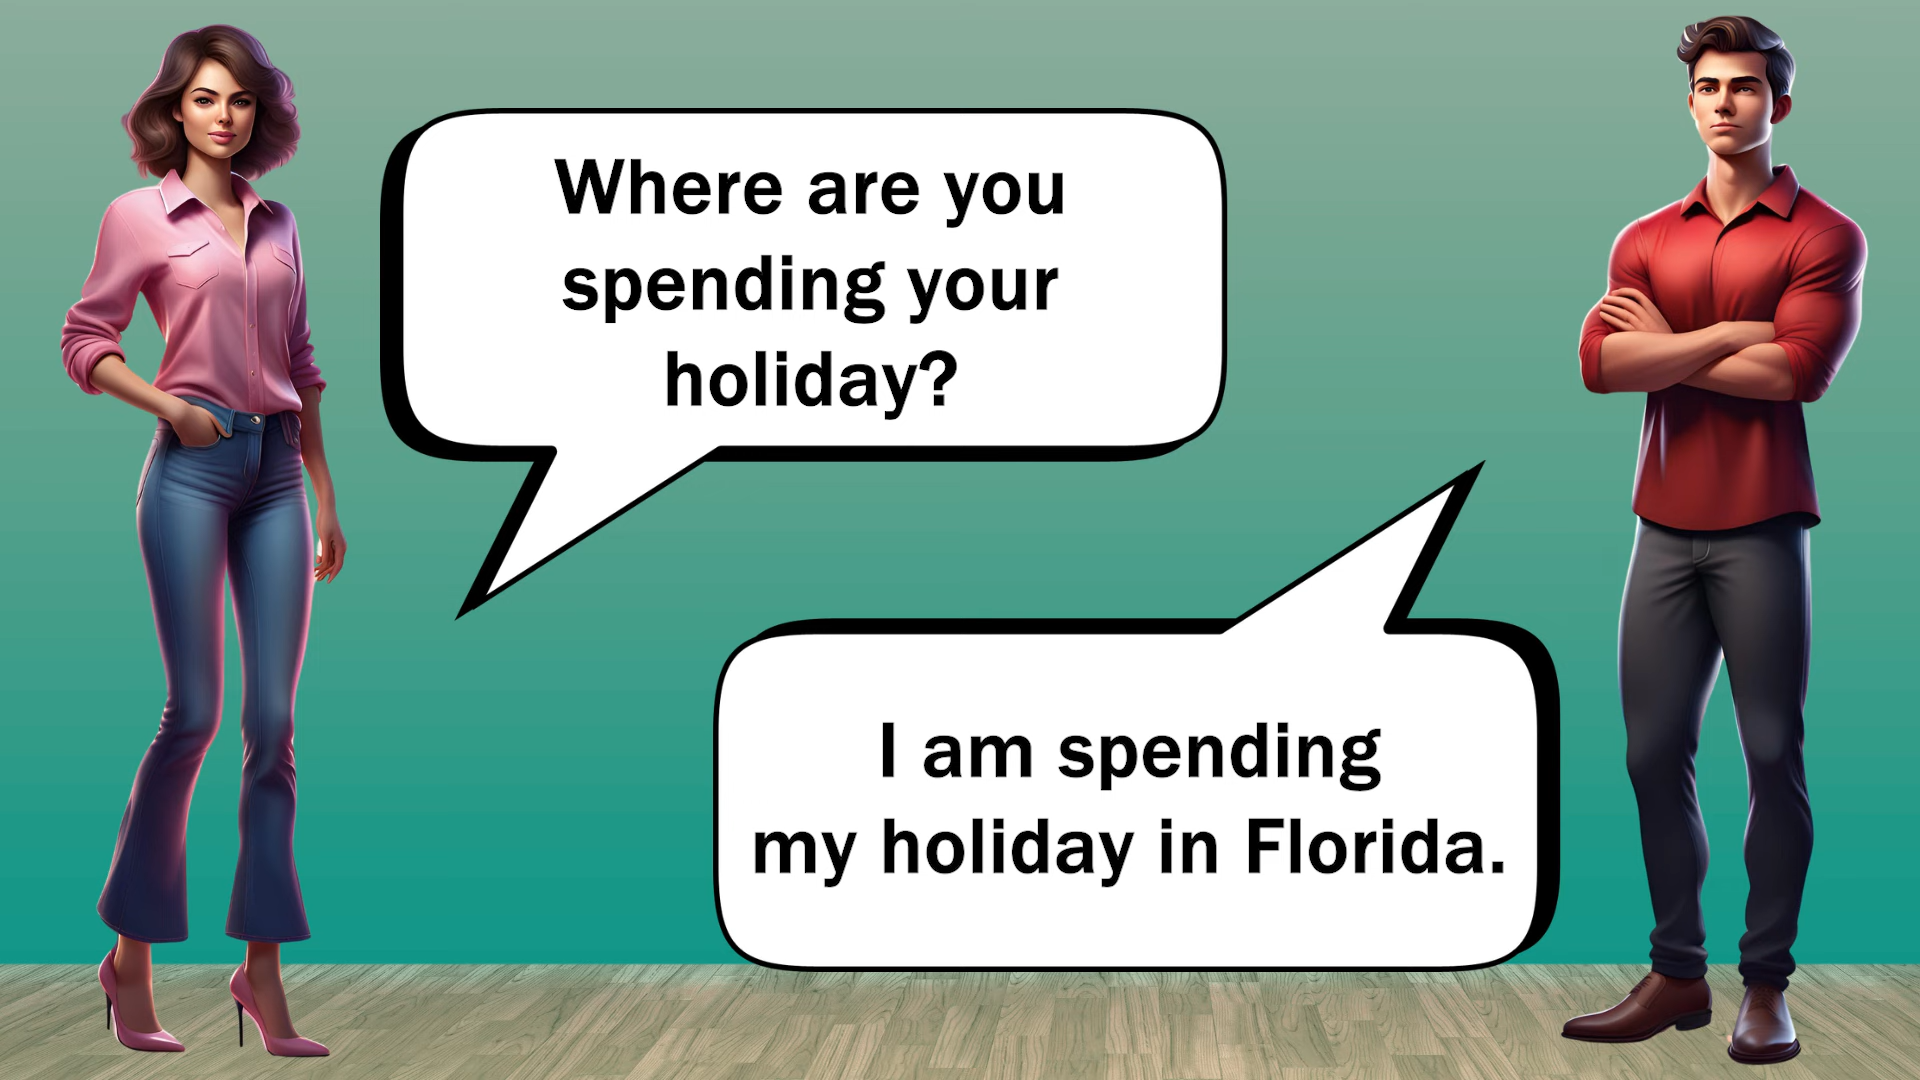 Where are you
spending your
holiday?
I am spending
my holiday in Florida.